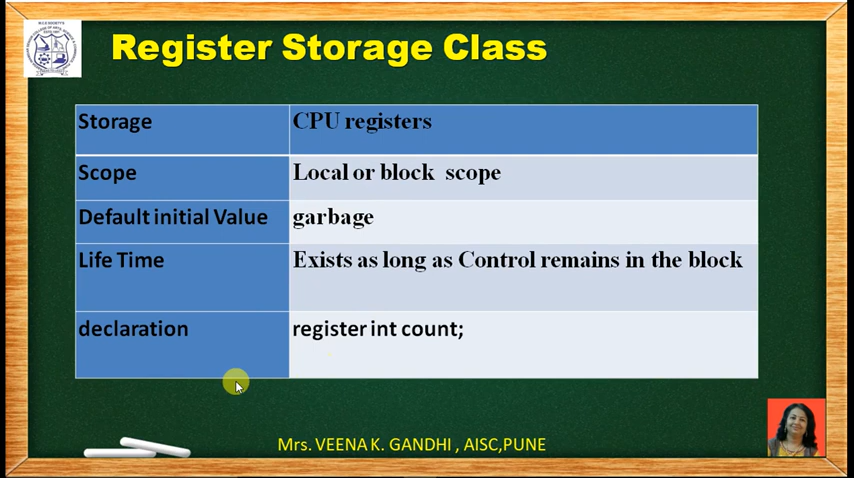 Register Storage Class
Storage CPU registers
Scope Local or block scope
Default initial Value garbage
Life Time Exists as long as Control remains in the block
declaration register int count;
Mrs. VEENA K. GANDHI , AISC,PUNE